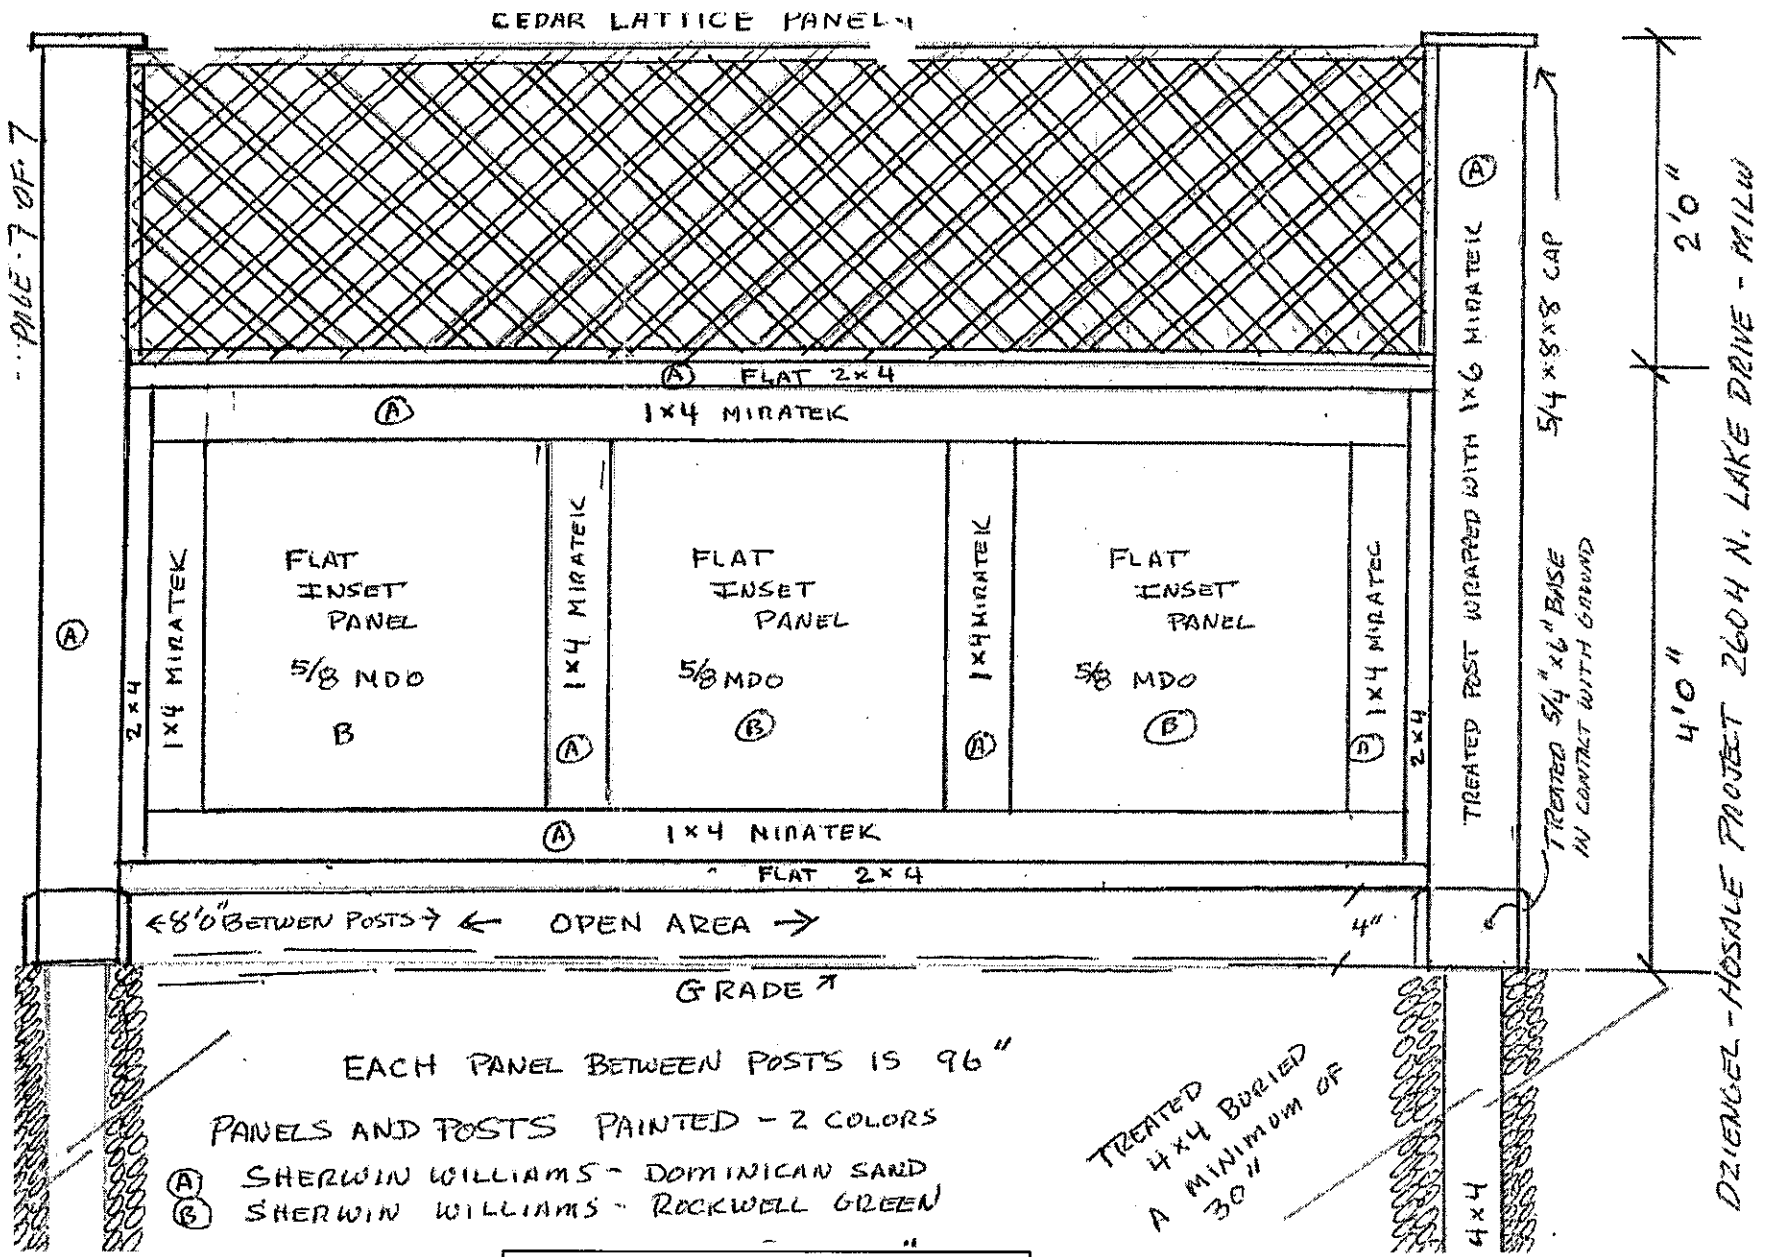 CEDAR LATTICE PANEL
PAGE-7 OF-7
(A) FLAT 2x4
(A) 1x4 MIRATEK
(A)
2x4
1x4 MIRATEK
FLAT
INSET
PANEL
5/8 MDO
B
1x4 MIRATEK
(A)
FLAT
INSET
PANEL
5/8 MDO
(B)
1x4 MIRATEK
(A)
FLAT
INSET
PANEL
5/8 MDO
(B)
1x4 MIRATEC
2x4
(A) 1x4 MIRATEK
FLAT 2x4
←8'0" BETWEN POSTS→ ← OPEN AREA →
4"
GRADE
TREATED POST WRAPPED WITH 1x6 MIRATEK (A)
5/4 x8x8 CAP
TREATED 5/4" x6" BASE
IN CONTACT WITH GROUND
2'0"
4'0"
DZIENGEL-HOSALE PROJECT 2604 N. LAKE DRIVE - MILW
EACH PANEL BETWEEN POSTS IS 96"
PANELS AND POSTS PAINTED - 2 COLORS
(A) SHERWIN WILLIAMS - DOMINICAN SAND
(B) SHERWIN WILLIAMS - ROCKWELL GREEN
TREATED
4x4 BURIED
A MINIMUM OF
30"
4x4